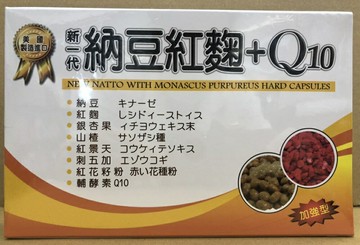 美國
製造進口
新一代 納豆紅麴+Q10
NEW NATTO WITH MONASCUS PURPUREUS HARD CAPSULES
• 納豆 キナーゼ
• 紅麴 レシドィーストィス
• 銀杏果 イチヨウェキス末
• 山楂 サソザシ種
• 紅景天 コウケィテソキス
• 刺五加 エゾウコギ
• 紅花籽粉 赤い花種粉
• 輔酵素Q10
加強型